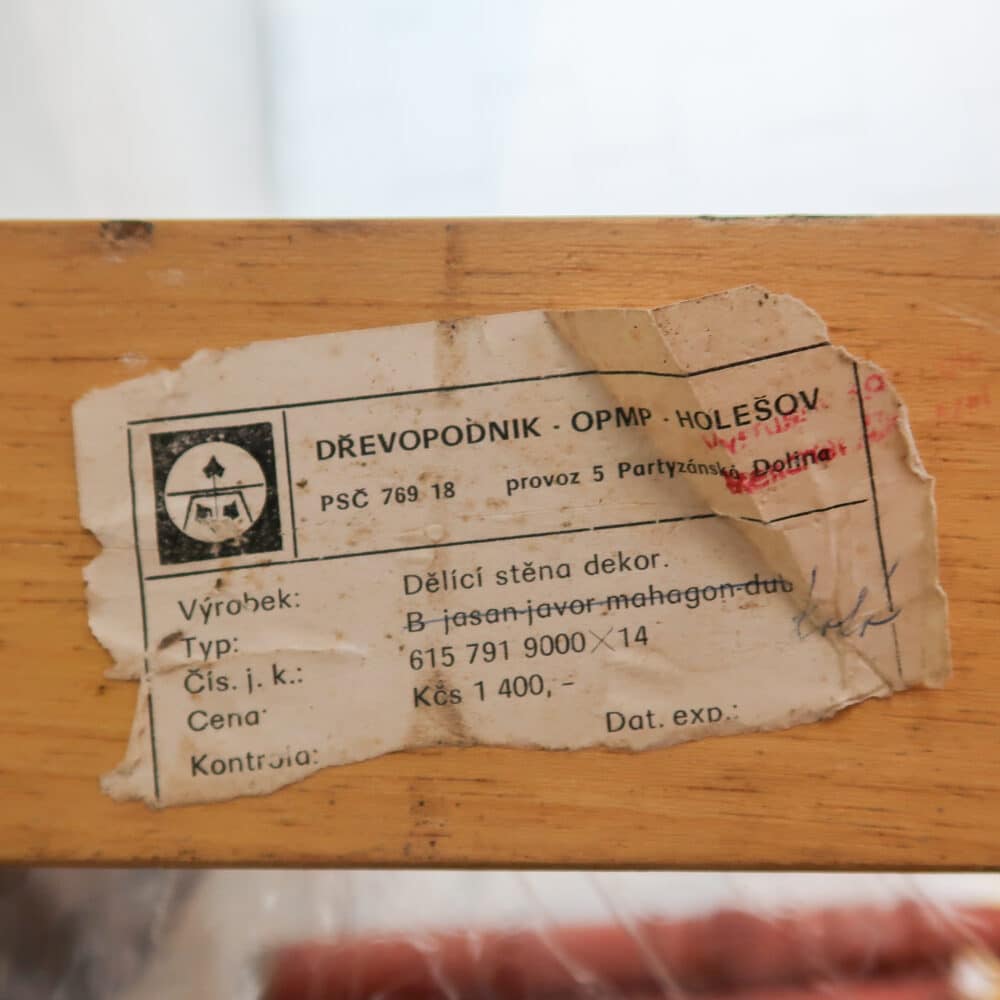 DŘEVOPODNIK · OPMP · HOLEŠOV
PSČ 769 18 provoz 5 Partyzánská Dolina
Výrobek: Dělící stěna dekor.
Typ: B jasan-javor-mahagon-dub
Čís. j. k.: 615 791 9000×14
Cena: Kčs 1 400,–
Kontrola: Dat. exp.: